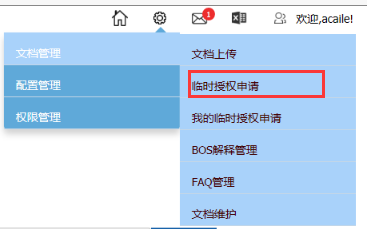 1
欢迎,acaile!
文档管理
配置管理
权限管理
文档上传
临时授权申请
我的临时授权申请
BOS解释管理
FAQ管理
文档维护